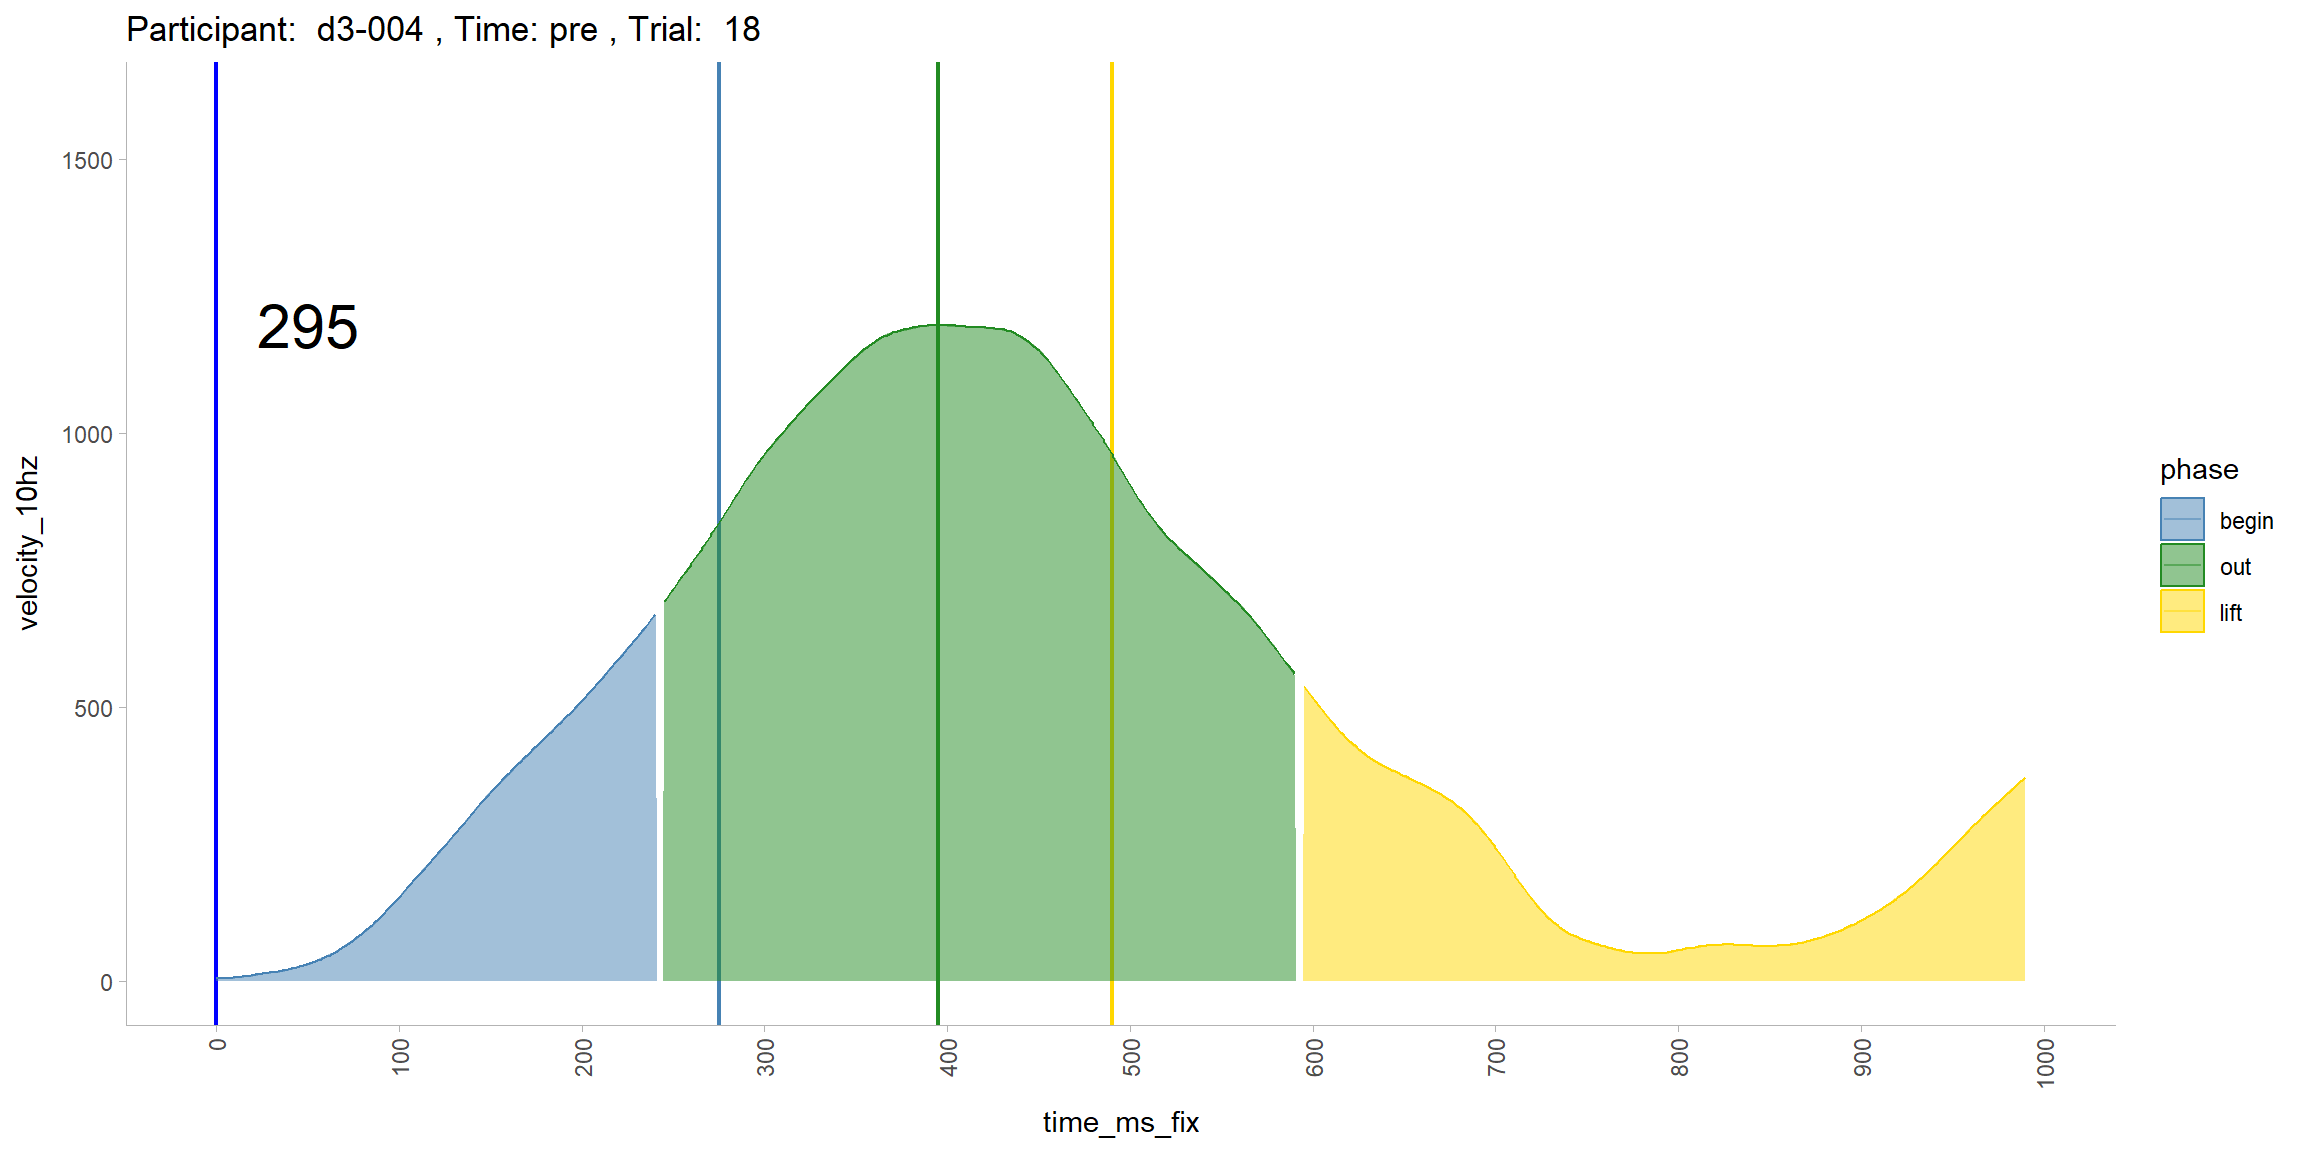 Participant:  d3-004 , Time: pre , Trial:  18
1500
1000
500
0
velocity_10hz
295
0
100
200
300
400
500
600
700
800
900
1000
time_ms_fix
phase
begin
out
lift